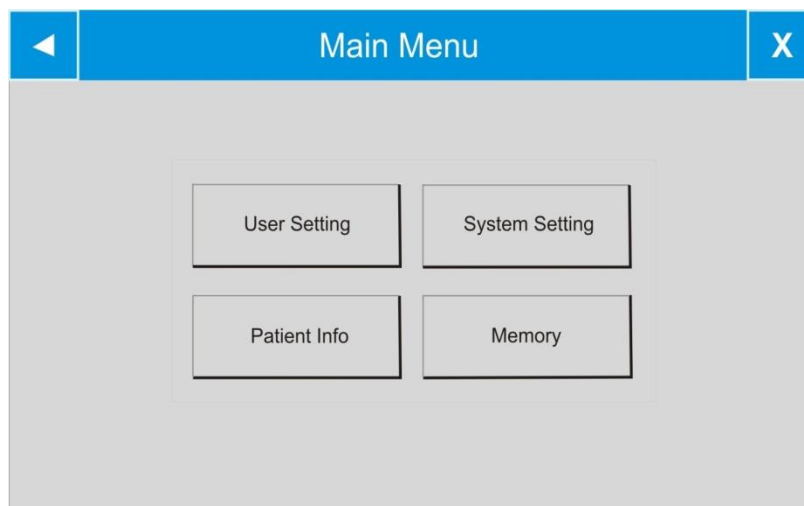 Main Menu
X
User Setting
System Setting
Patient Info
Memory